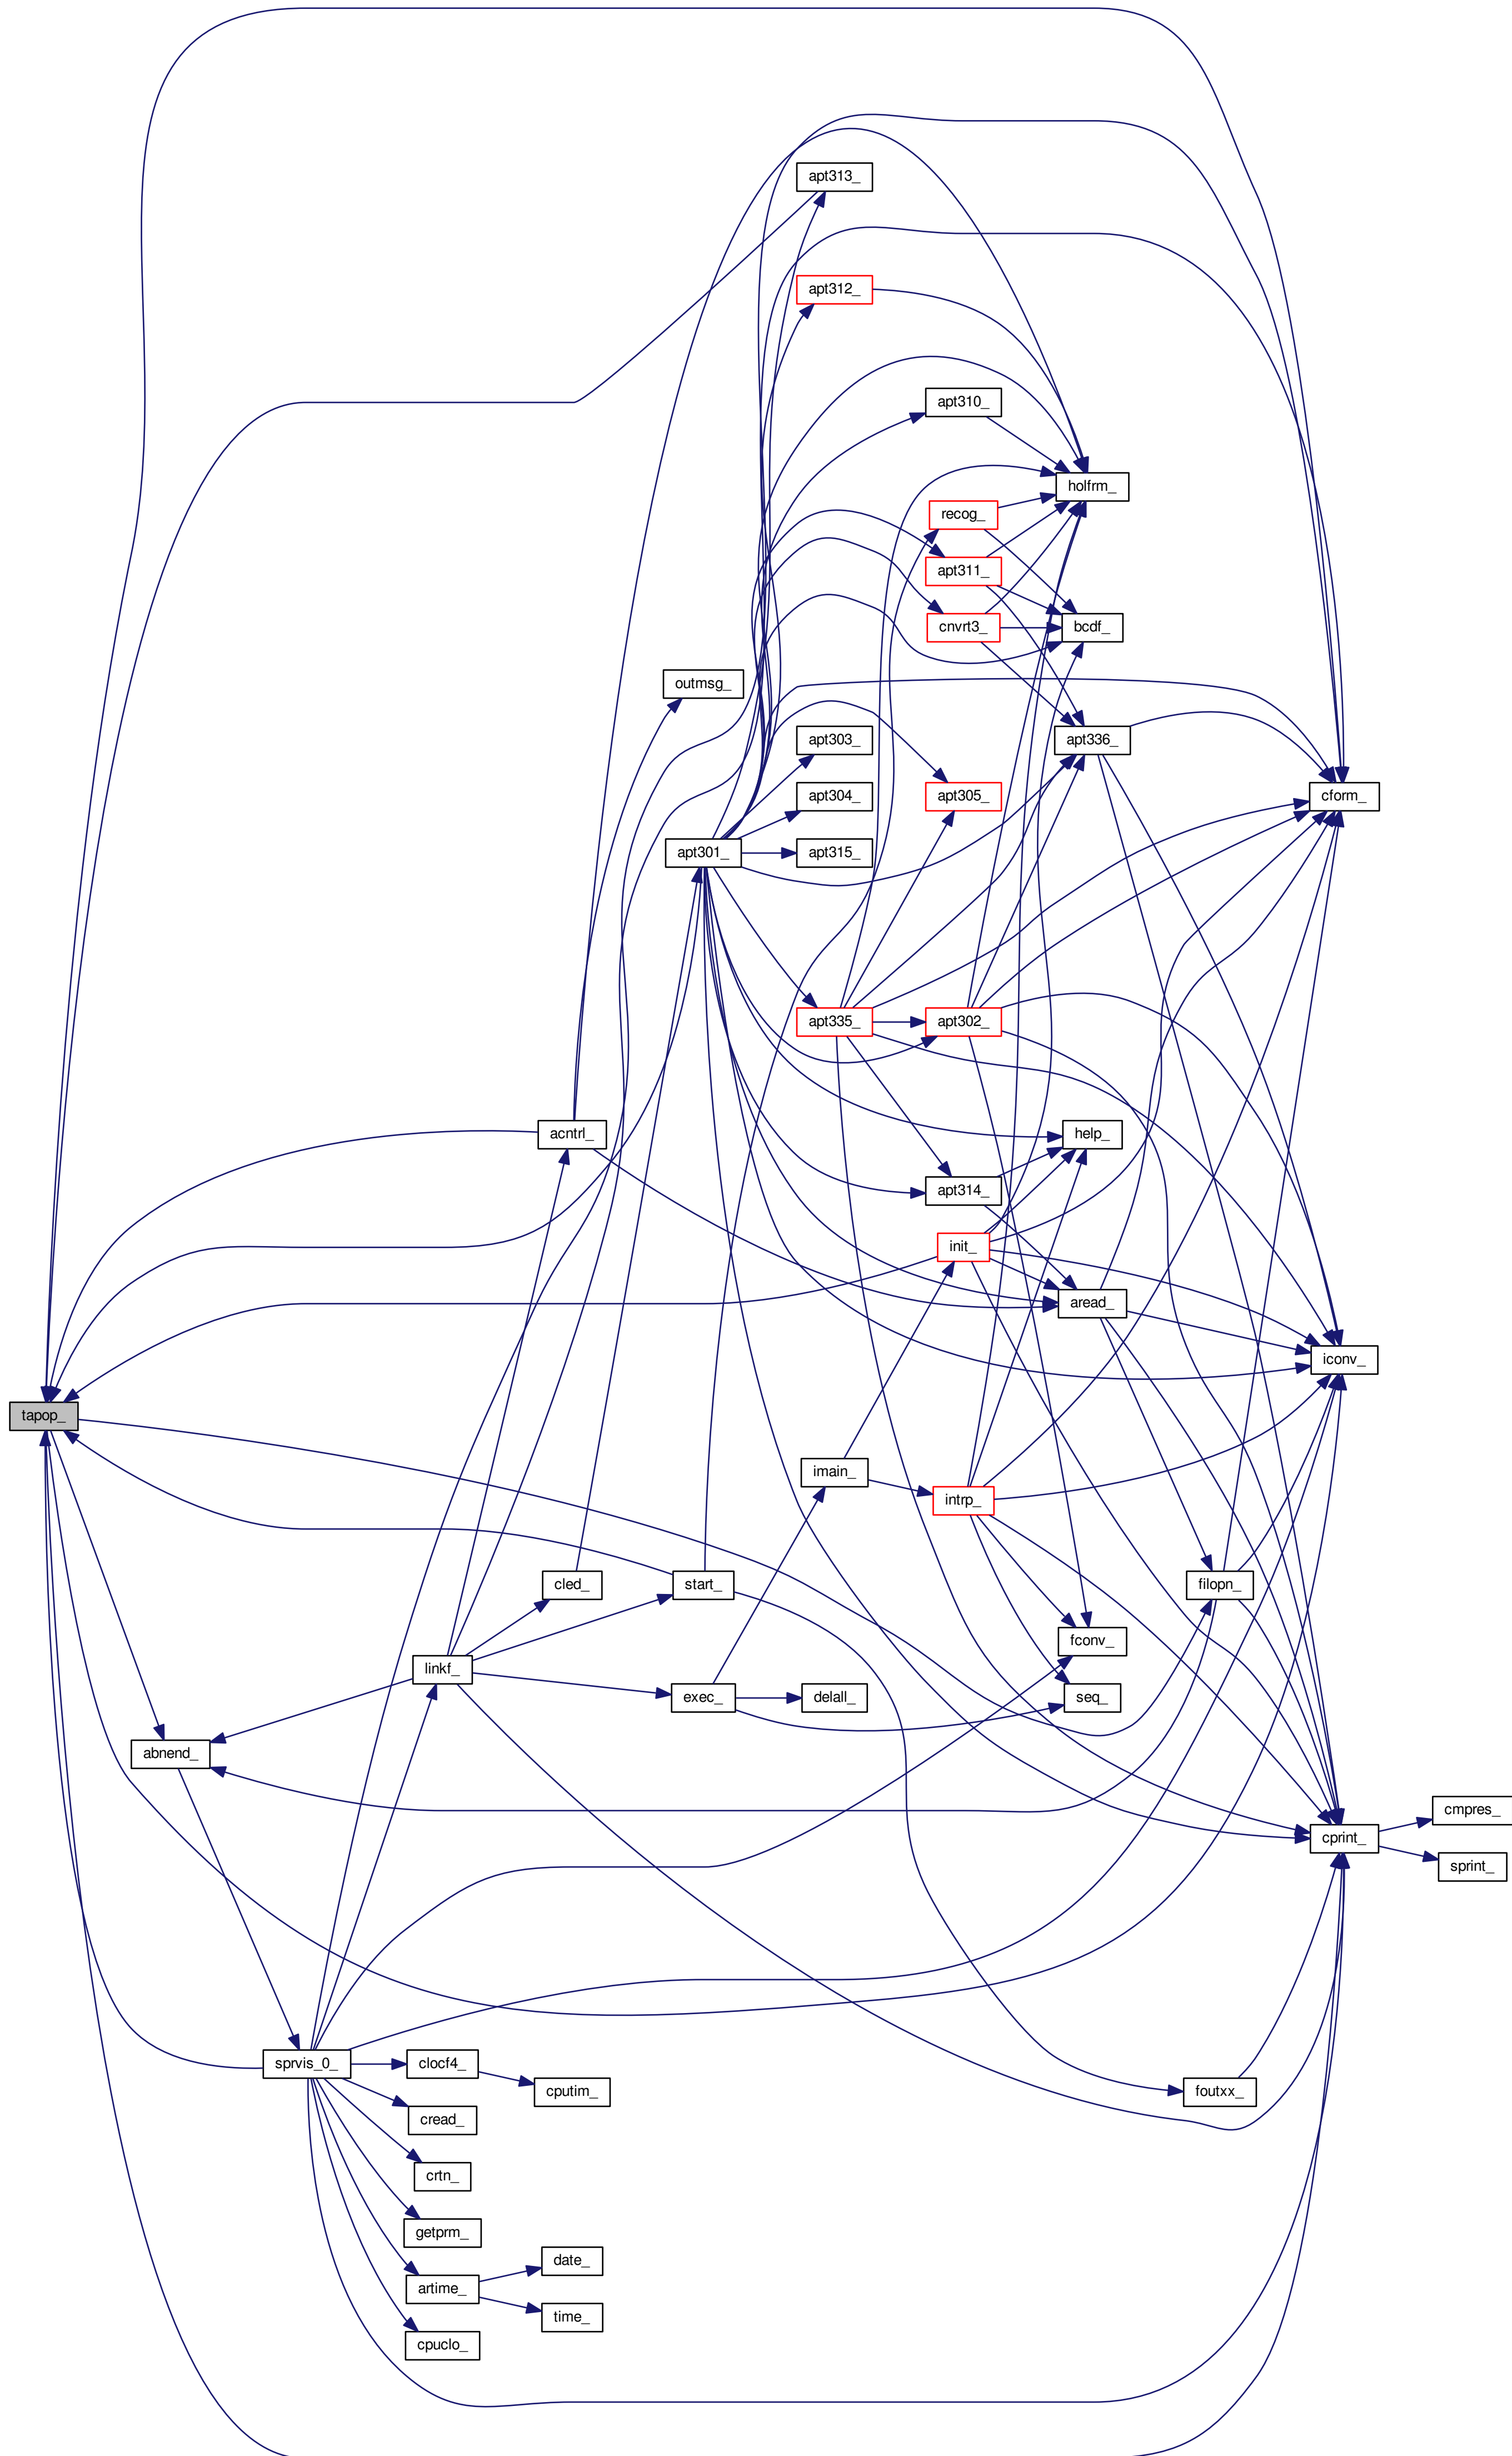 apt313_
apt312_
apt310_
holfrm_
recog_
apt311_
cnvrt3_
bcdf_
outmsg_
apt303_
apt336_
apt304_
apt305_
cform_
apt301_
apt315_
apt335_
apt302_
acntrl_
help_
apt314_
init_
aread_
iconv_
tapop_
imain_
intrp_
cled_
start_
filopn_
fconv_
linkf_
exec_
delall_
seq_
abnend_
cmpres_
cprint_
sprint_
sprvis_0_
clocf4_
cputim_
foutxx_
cread_
crtn_
getprm_
date_
artime_
time_
cpuclo_